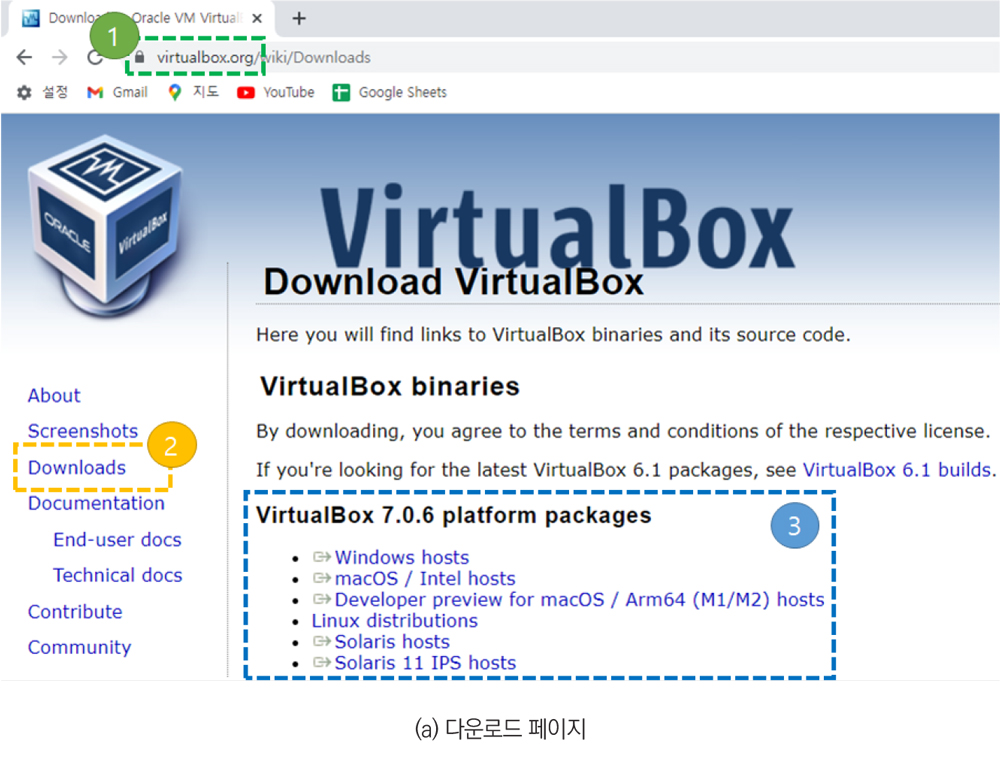 Downloa
Oracle VM Virtual
1
virtualbox.org/wiki/Downloads
설정
Gmail
지도
YouTube
Google Sheets
ORACLE
VirtualBox
VirtualBox
Download VirtualBox
Here you will find links to VirtualBox binaries and its source code.
VirtualBox binaries
By downloading, you agree to the terms and conditions of the respective license.
If you're looking for the latest VirtualBox 6.1 packages, see VirtualBox 6.1 builds.
About
Screenshots
2
Downloads
Documentation
End-user docs
Technical docs
Contribute
Community
VirtualBox 7.0.6 platform packages
3
Windows hosts
macOS / Intel hosts
Developer preview for macOS / Arm64 (M1/M2) hosts
Linux distributions
Solaris hosts
Solaris 11 IPS hosts
(a) 다운로드 페이지